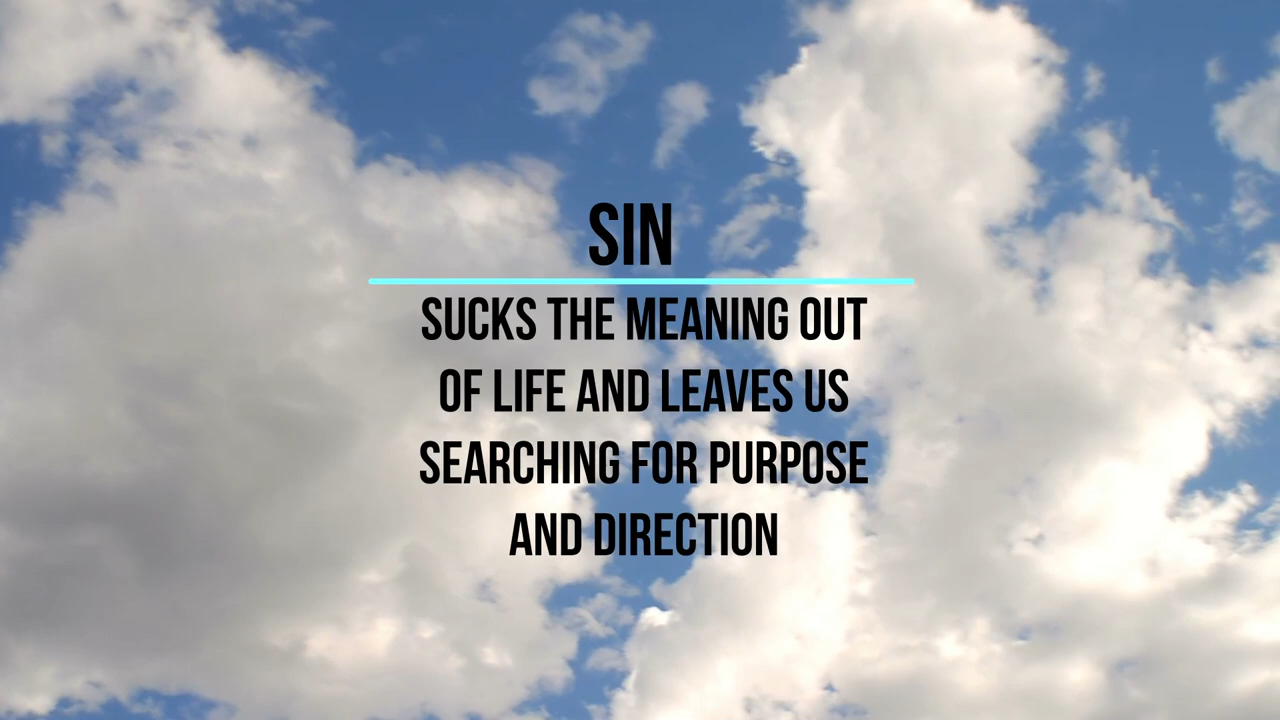 SIN
SUCKS THE MEANING OUT
OF LIFE AND LEAVES US
SEARCHING FOR PURPOSE
AND DIRECTION